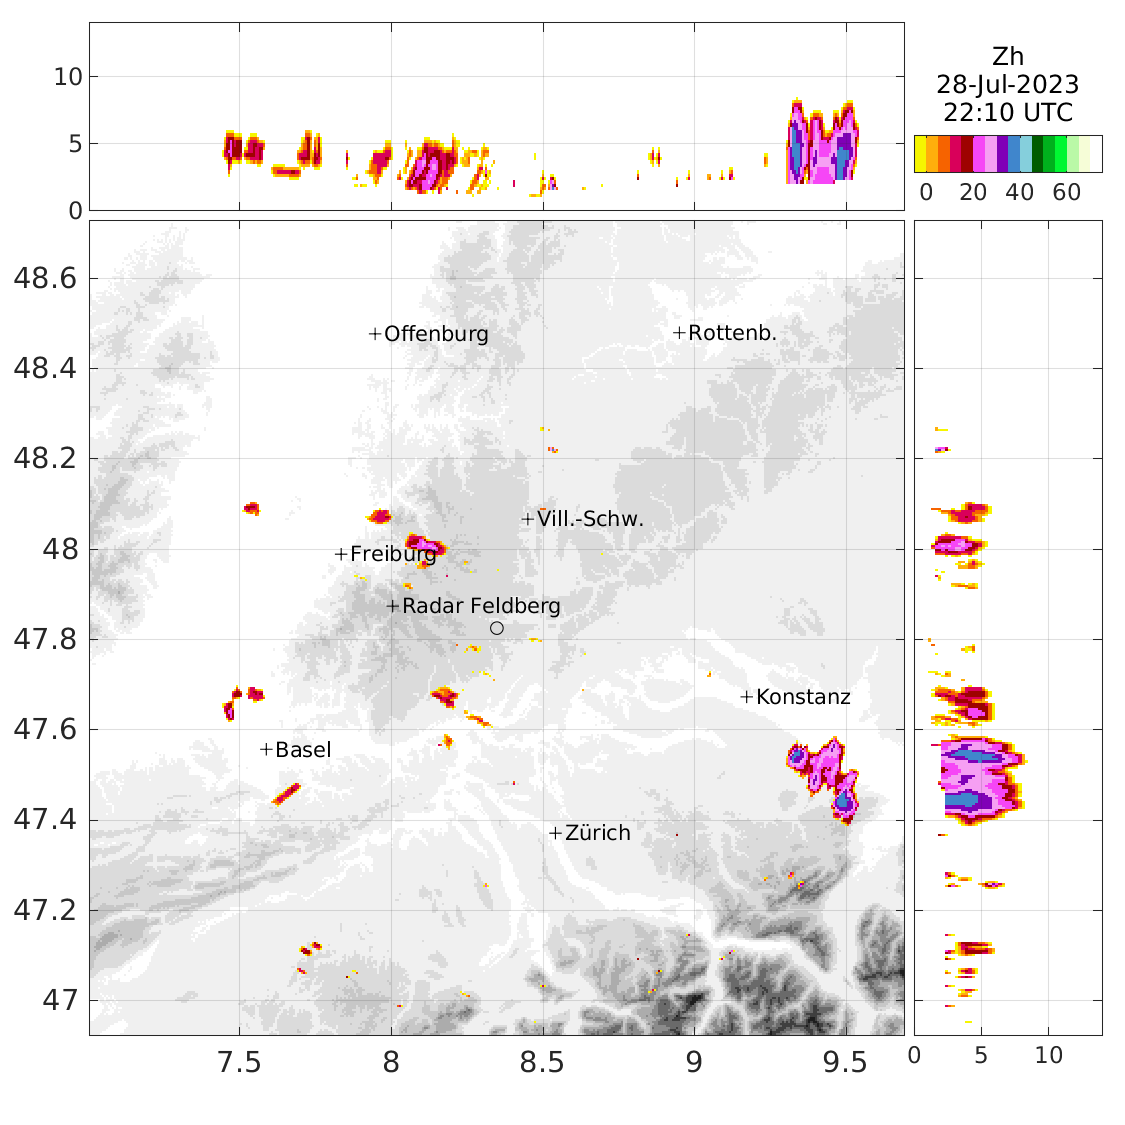 Zh
28-Jul-2023
22:10 UTC
0 20 40 60
10
5
0
48.6
48.4
48.2
48
47.8
47.6
47.4
47.2
47
+Offenburg
+Rottenb.
+Vill.-Schw.
+Freiburg
+Radar Feldberg
+Konstanz
+Basel
+Zürich
7.5 8 8.5 9 9.5
0 5 10